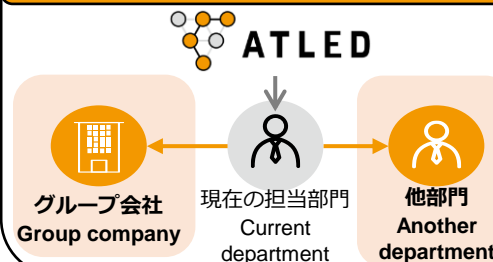 ATLED
グループ会社
Group company
現在の担当部門
Current
department
他部門
Another
department